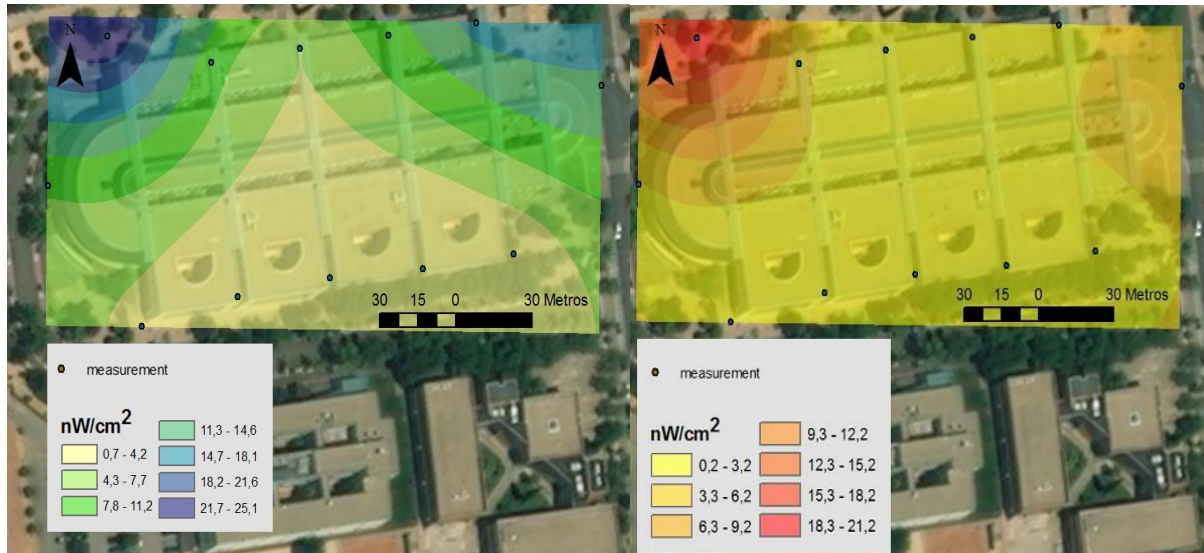 N
30 15 0 30 Metros
measurement
nW/cm²
0,7 - 4,2
4,3 - 7,7
7,8 - 11,2
11,3 - 14,6
14,7 - 18,1
18,2 - 21,6
21,7 - 25,1
N
30 15 0 30 Metros
measurement
nW/cm²
0,2 - 3,2
3,3 - 6,2
6,3 - 9,2
9,3 - 12,2
12,3 - 15,2
15,3 - 18,2
18,3 - 21,2